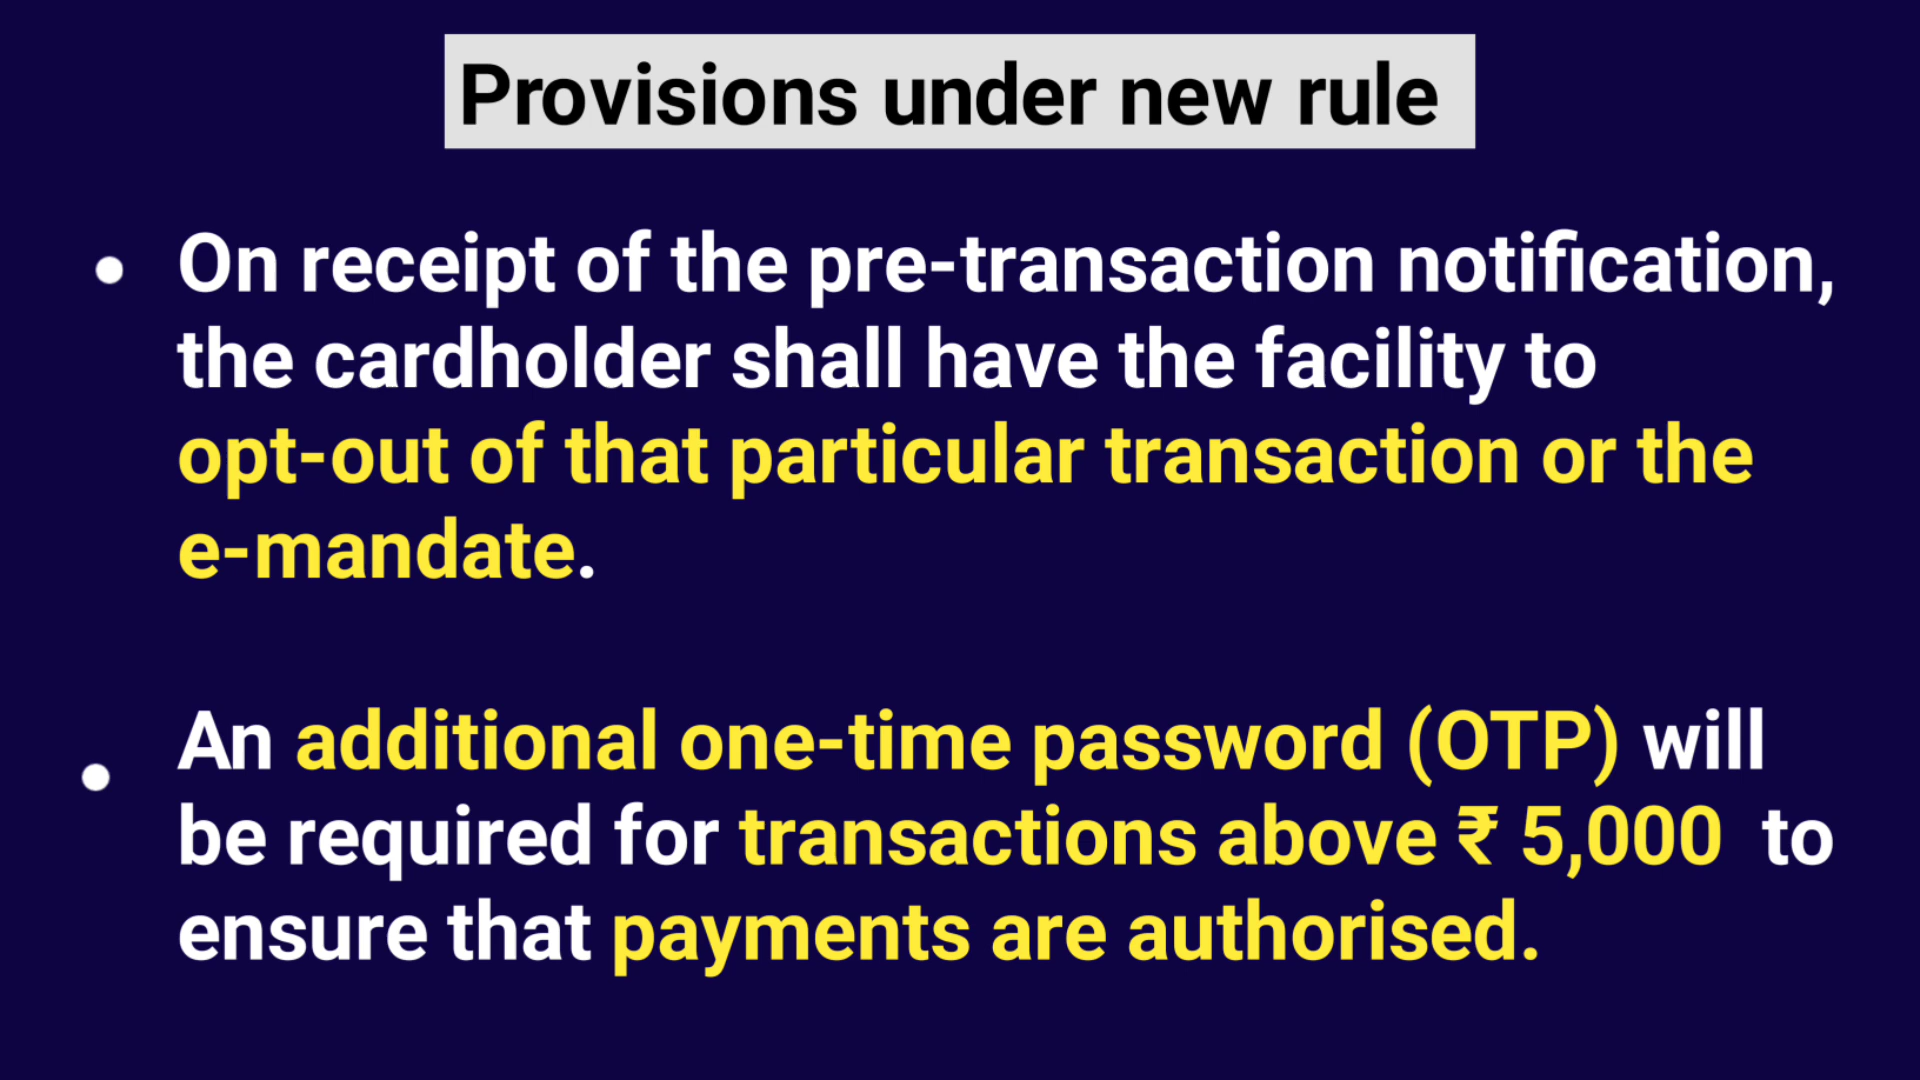 Provisions under new rule
• On receipt of the pre-transaction notification,
the cardholder shall have the facility to
opt-out of that particular transaction or the
e-mandate.
• An additional one-time password (OTP) will
be required for transactions above ₹ 5,000 to
ensure that payments are authorised.